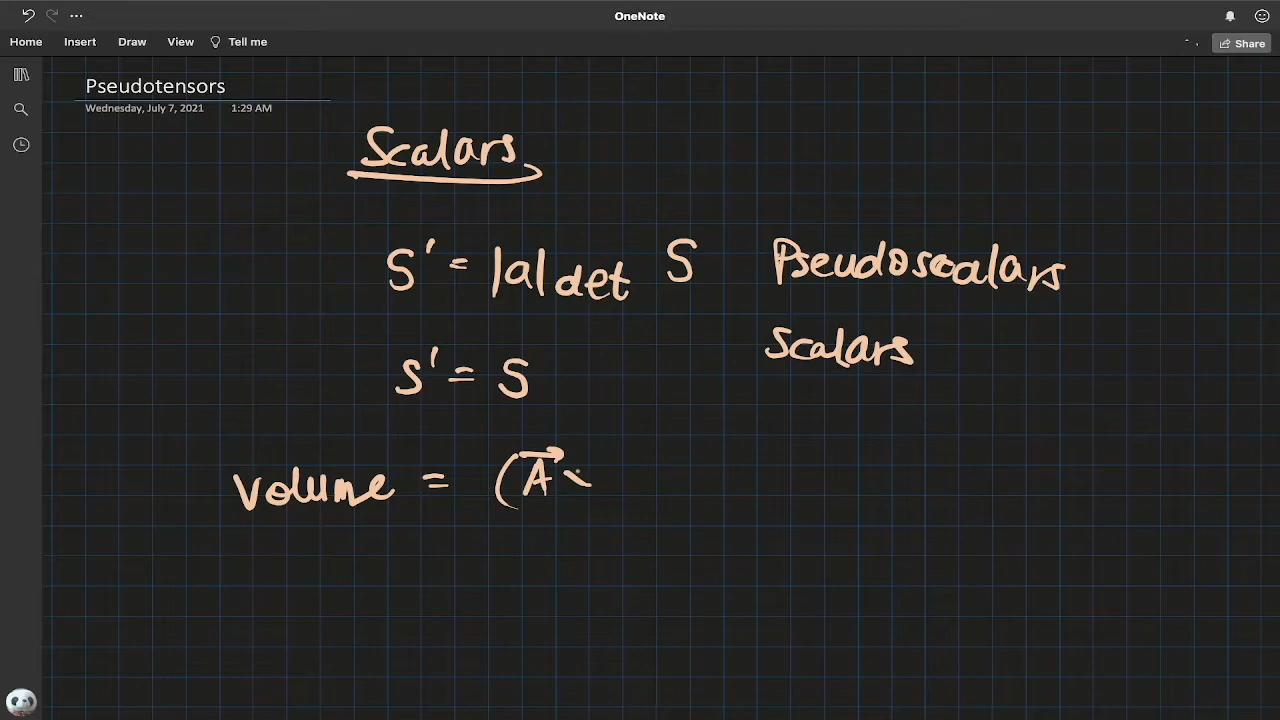 OneNote
Home Insert Draw View Tell me Share
Pseudotensors
Wednesday, July 7, 2021 1:29 AM
Scalars
S' = |a| det S Pseudoscalars
S' = S Scalars
Volume = (A⃗